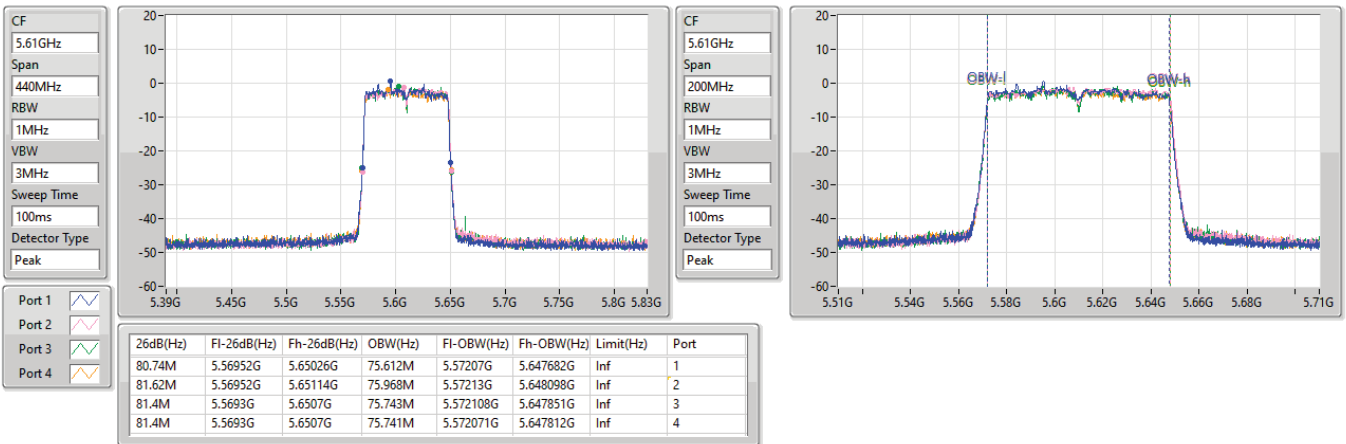 CF
5.61GHz
Span
440MHz
RBW
1MHz
VBW
3MHz
Sweep Time
100ms
Detector Type
Peak
20
10
0
-10
-20
-30
-40
-50
-60
5.39G 5.45G 5.5G 5.55G 5.6G 5.65G 5.7G 5.75G 5.8G 5.83G
CF
5.61GHz
Span
200MHz
RBW
1MHz
VBW
3MHz
Sweep Time
100ms
Detector Type
Peak
20
10
0
-10
-20
-30
-40
-50
-60
OBW-l OBW-h
5.51G 5.54G 5.56G 5.58G 5.6G 5.62G 5.64G 5.66G 5.68G 5.71G
Port 1
Port 2
Port 3
Port 4
26dB(Hz) Fl-26dB(Hz) Fh-26dB(Hz) OBW(Hz) Fl-OBW(Hz) Fh-OBW(Hz) Limit(Hz) Port
80.74M 5.56952G 5.65026G 75.612M 5.57207G 5.647682G Inf 1
81.62M 5.56952G 5.65114G 75.968M 5.57213G 5.648098G Inf 2
81.4M 5.5693G 5.6507G 75.743M 5.572108G 5.647851G Inf 3
81.4M 5.5693G 5.6507G 75.741M 5.572071G 5.647812G Inf 4